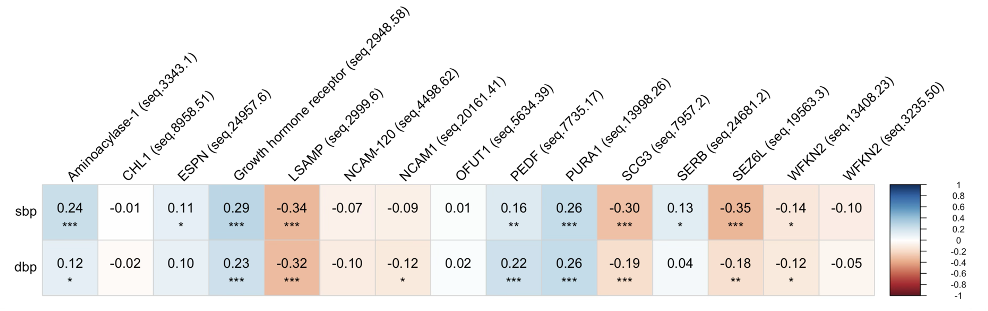 Aminoacylase-1 (seq.3343.1)
CHL1 (seq.8958.51)
ESPN (seq.24957.6)
Growth hormone receptor (seq.2948.58)
LSAMP (seq.2999.6)
NCAM-120 (seq.4498.62)
NCAM1 (seq.20161.41)
OFUT1 (seq.5634.39)
PEDF (seq.7735.17)
PURA1 (seq.13998.26)
SCG3 (seq.7957.2)
SERB (seq.24681.2)
SEZ6L (seq.19563.3)
WFKN2 (seq.13408.23)
WFKN2 (seq.3235.50)
sbp 0.24 -0.01 0.11 0.29 -0.34 -0.07 -0.09 0.01 0.16 0.26 -0.30 0.13 -0.35 -0.14 -0.10
*** * *** *** ** *** *** * *** *
dbp 0.12 -0.02 0.10 0.23 -0.32 -0.10 -0.12 0.02 0.22 0.26 -0.19 0.04 -0.18 -0.12 -0.05
* *** *** * *** *** *** ** *
1
0.8
0.6
0.4
0.2
0
-0.2
-0.4
-0.6
-0.8
-1